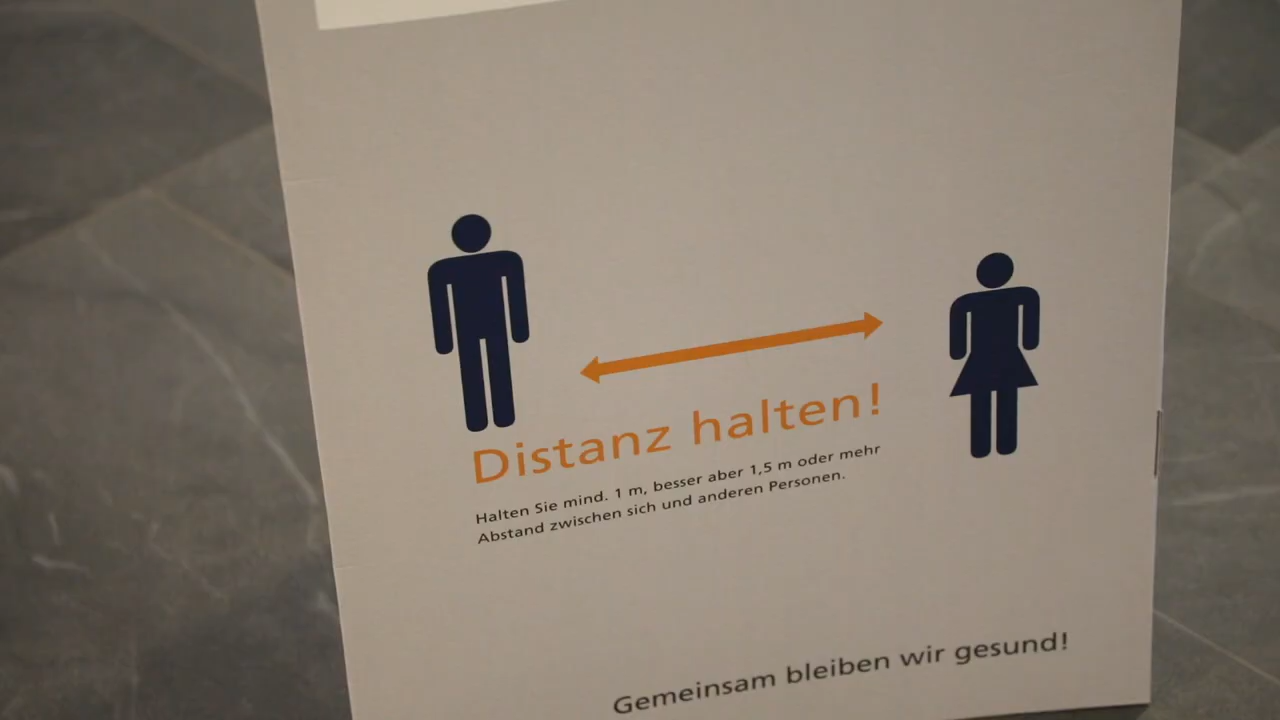 Distanz halten!
Halten Sie mind. 1 m, besser aber 1,5 m oder mehr
Abstand zwischen sich und anderen Personen.
Gemeinsam bleiben wir gesund!